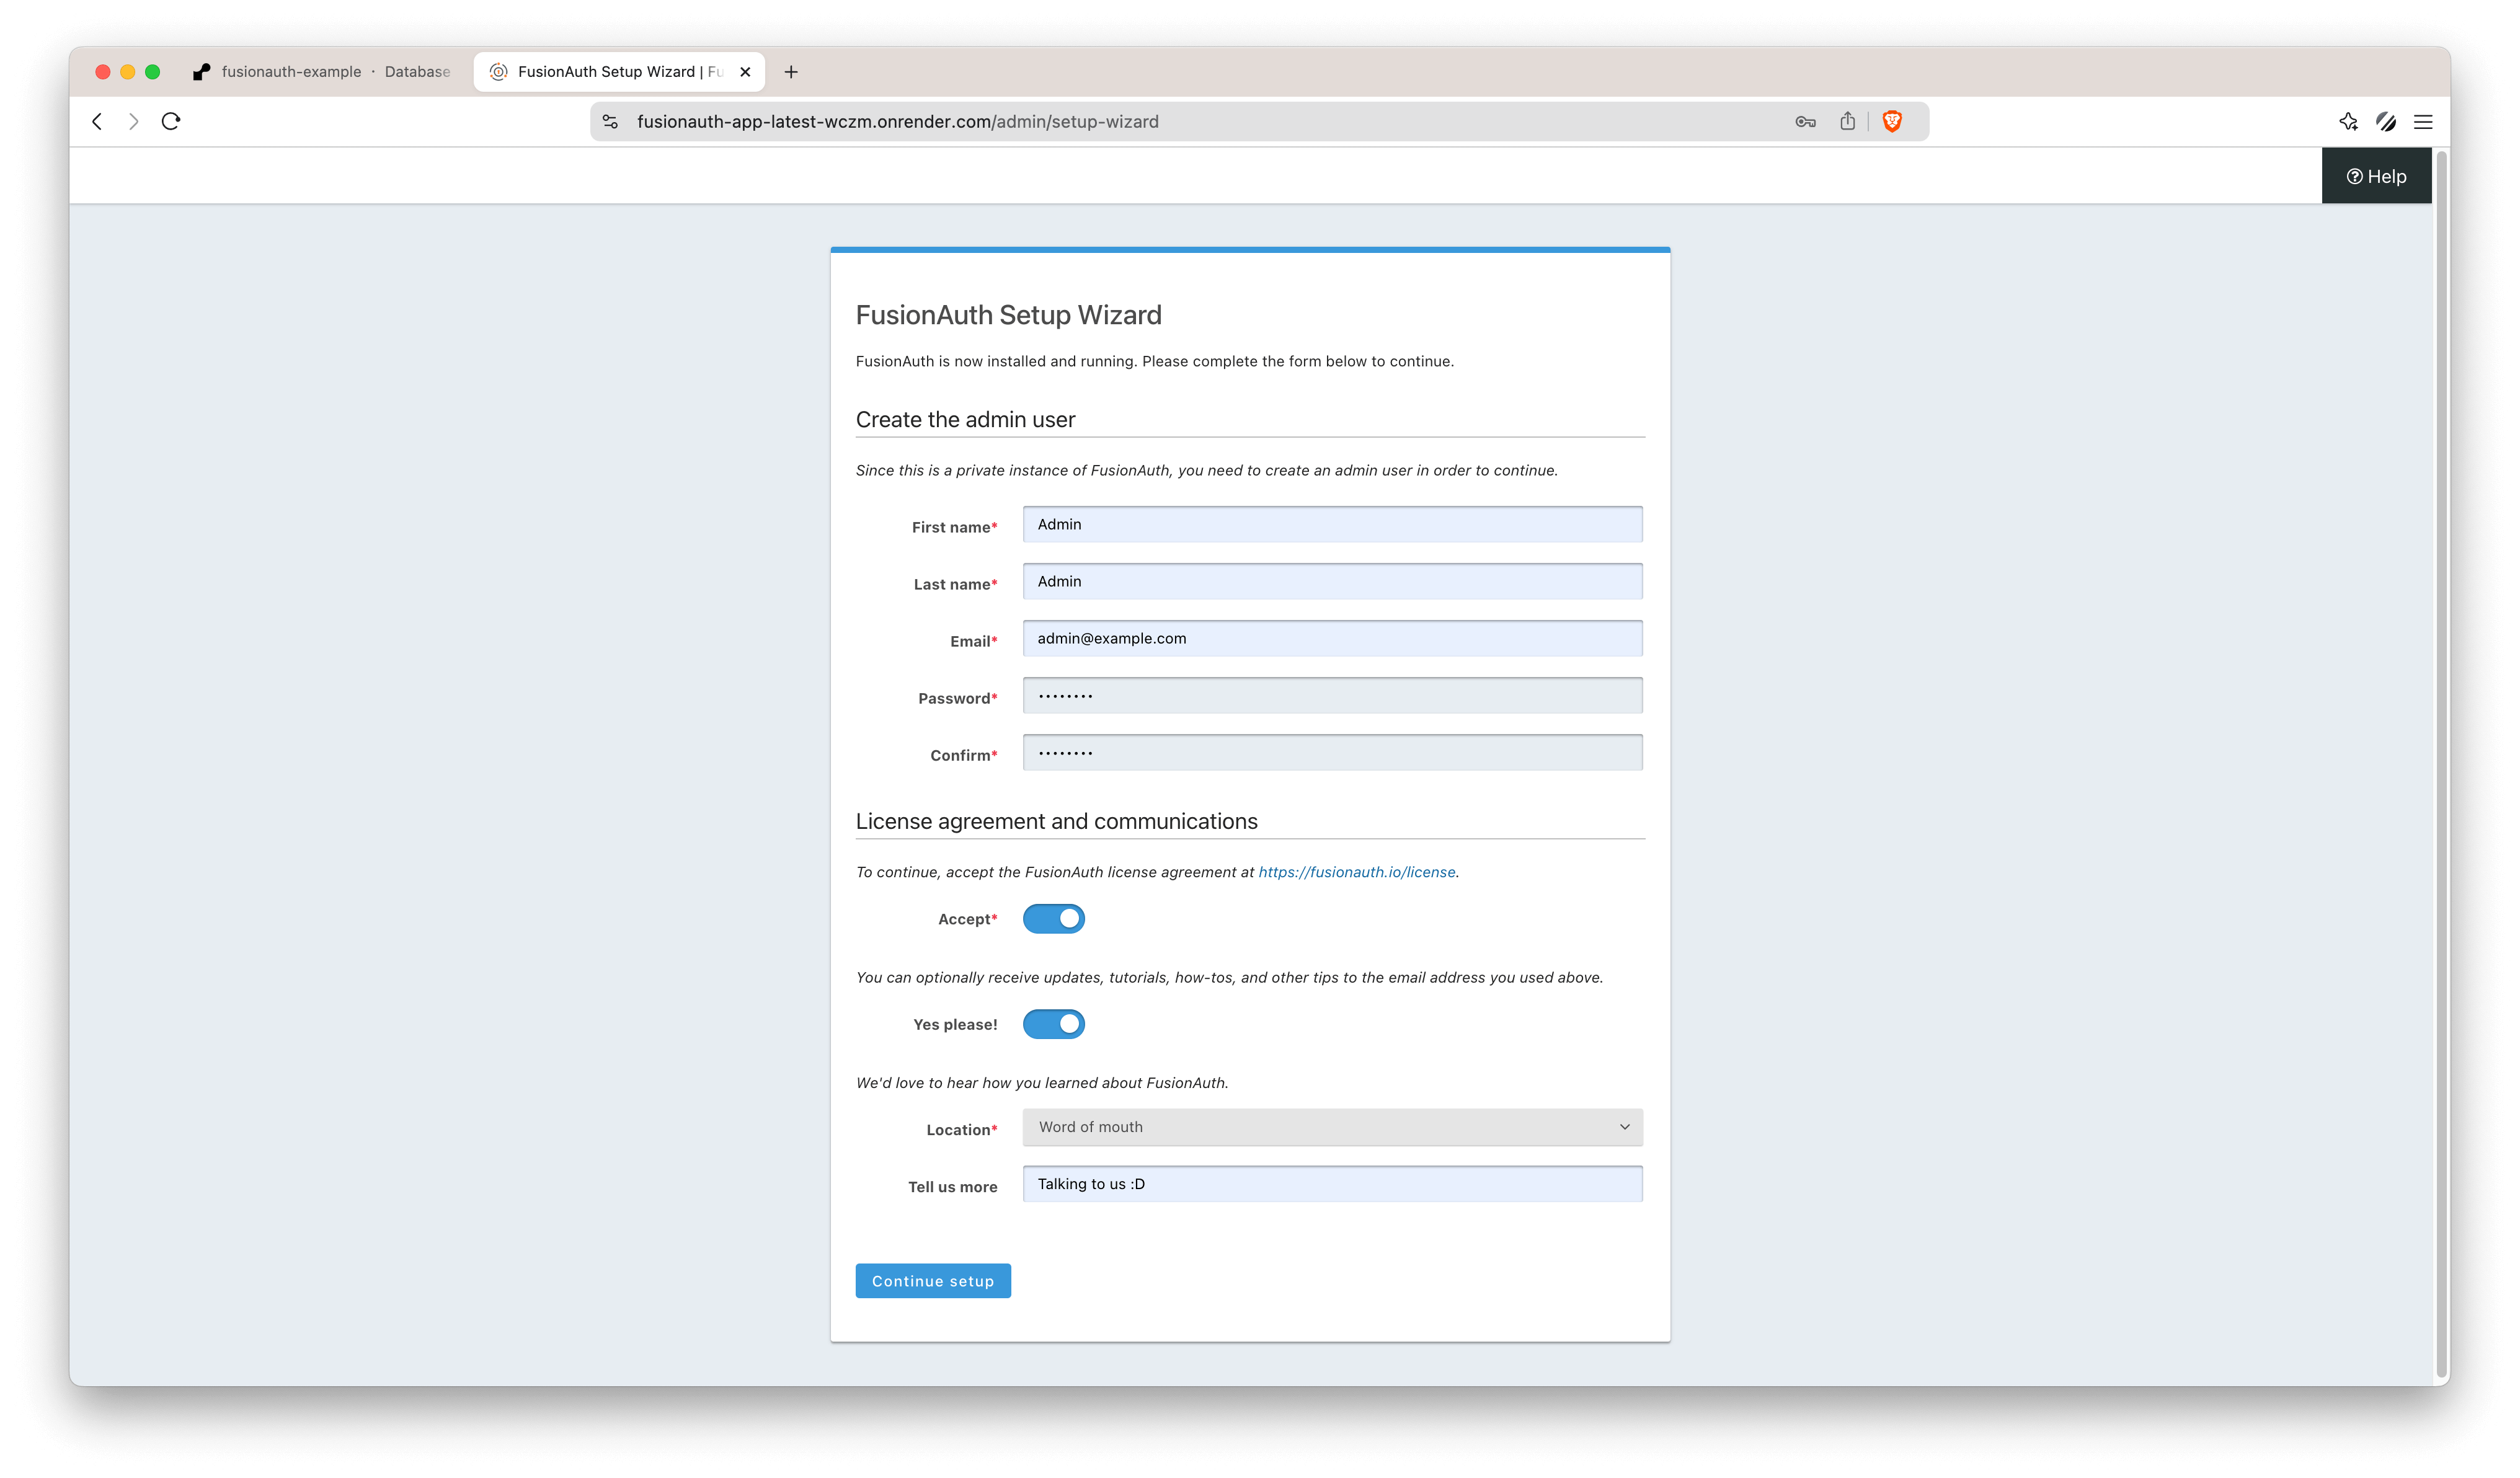 fusionauth-example · Database
FusionAuth Setup Wizard | Fu
fusionauth-app-latest-wczm.onrender.com/admin/setup-wizard
Help
FusionAuth Setup Wizard
FusionAuth is now installed and running. Please complete the form below to continue.
Create the admin user
Since this is a private instance of FusionAuth, you need to create an admin user in order to continue.
First name* Admin
Last name* Admin
Email* admin@example.com
Password* ••••••••
Confirm* ••••••••
License agreement and communications
To continue, accept the FusionAuth license agreement at https://fusionauth.io/license.
Accept*
You can optionally receive updates, tutorials, how-tos, and other tips to the email address you used above.
Yes please!
We'd love to hear how you learned about FusionAuth.
Location* Word of mouth
Tell us more Talking to us :D
Continue setup